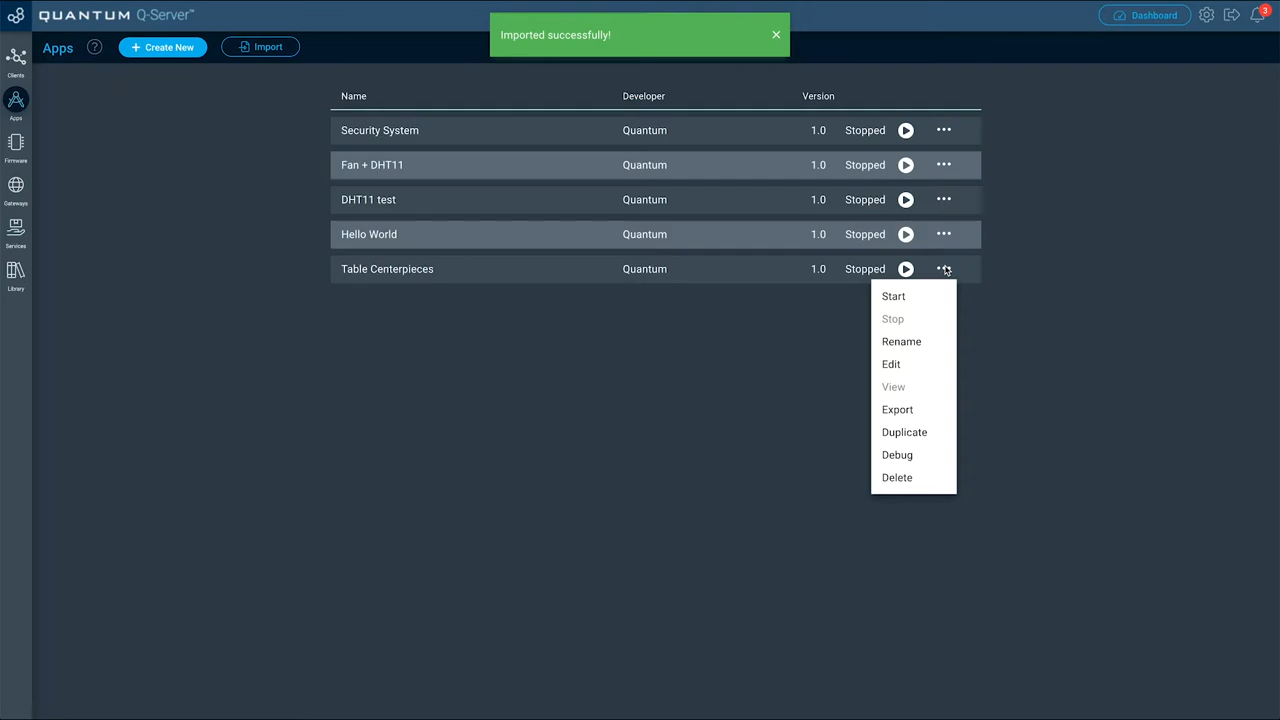 QUANTUM Q-Server™
Dashboard
3
Apps ? + Create New Import
Imported successfully!
Clients
Apps
Firmware
Gateways
Services
Library
Name Developer Version
Security System Quantum 1.0 Stopped
Fan + DHT11 Quantum 1.0 Stopped
DHT11 test Quantum 1.0 Stopped
Hello World Quantum 1.0 Stopped
Table Centerpieces Quantum 1.0 Stopped
Start
Stop
Rename
Edit
View
Export
Duplicate
Debug
Delete